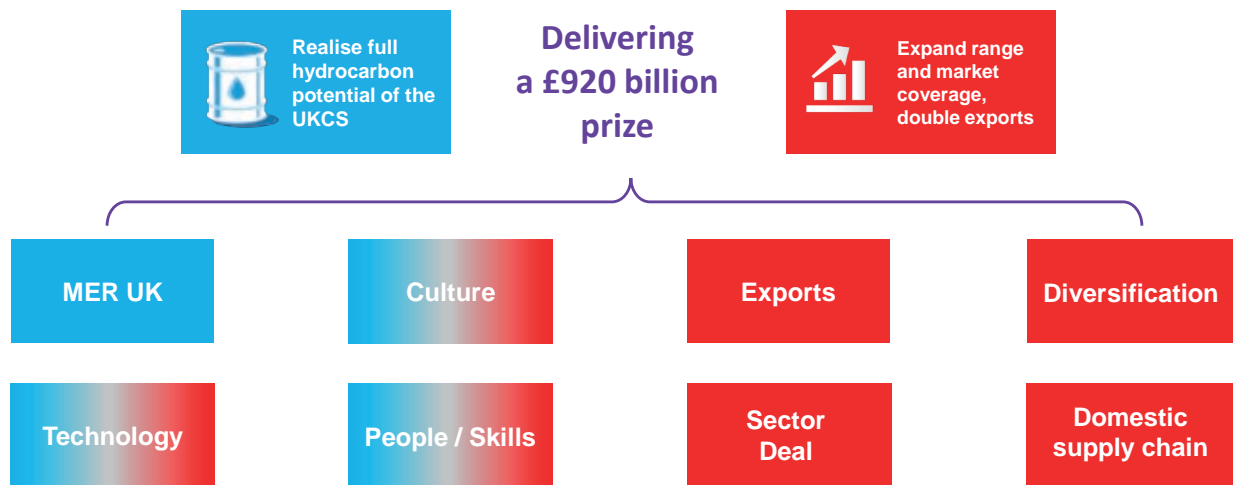 Realise full
hydrocarbon
potential of the
UKCS
Delivering
a £920 billion
prize
Expand range
and market
coverage,
double exports
MER UK
Culture
Exports
Diversification
Technology
People / Skills
Sector
Deal
Domestic
supply chain